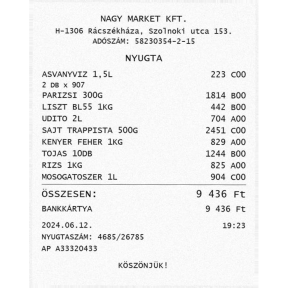 NAGY MARKET KFT.
H-1306 Rácszékháza, Szolnoki utca 153.
ADÓSZÁM: 58230354-2-15
NYUGTA
ASVANYVIZ 1,5L 223 C00
2 DB x 907
PARIZSI 300G 1814 B00
LISZT BL55 1KG 442 B00
UDITO 2L 704 A00
SAJT TRAPPISTA 500G 2451 C00
KENYER FEHER 1KG 829 A00
TOJAS 10DB 1244 B00
RIZS 1KG 825 A00
MOSOGATOSZER 1L 904 C00
ÖSSZESEN: 9 436 Ft
BANKKÁRTYA 9 436 Ft
2024.06.12. 19:23
NYUGTASZÁM: 4685/26785
AP A33320433
KÖSZÖNJÜK!